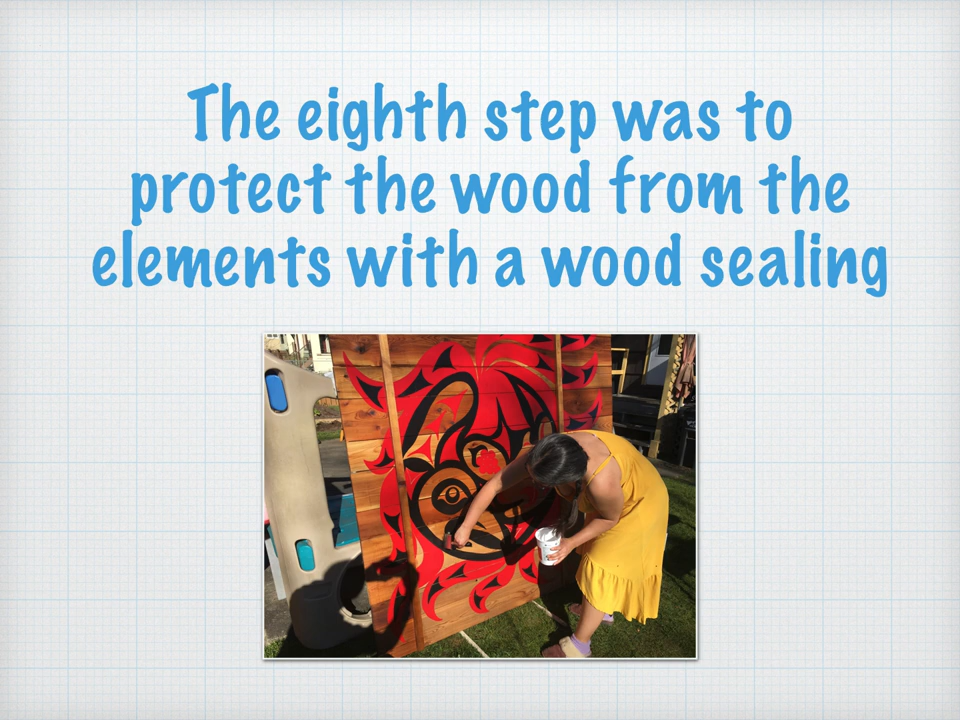 The eighth step was to
protect the wood from the
elements with a wood sealing